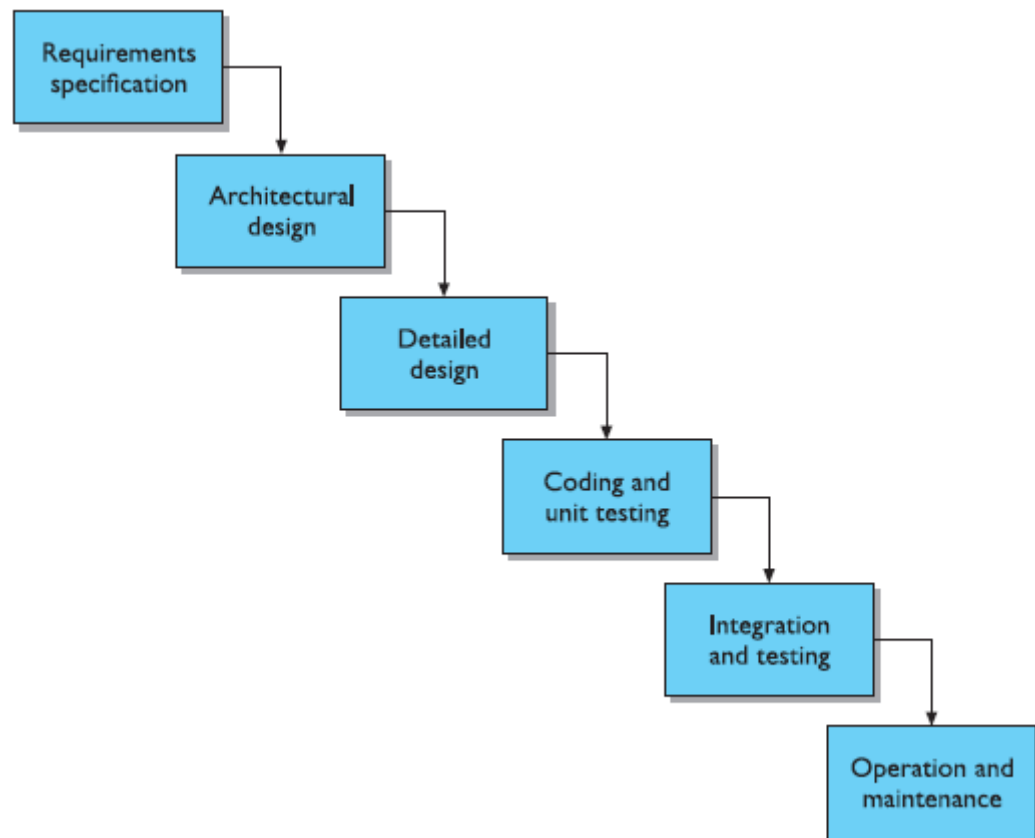 Requirements
specification
Architectural
design
Detailed
design
Coding and
unit testing
Integration
and testing
Operation and
maintenance